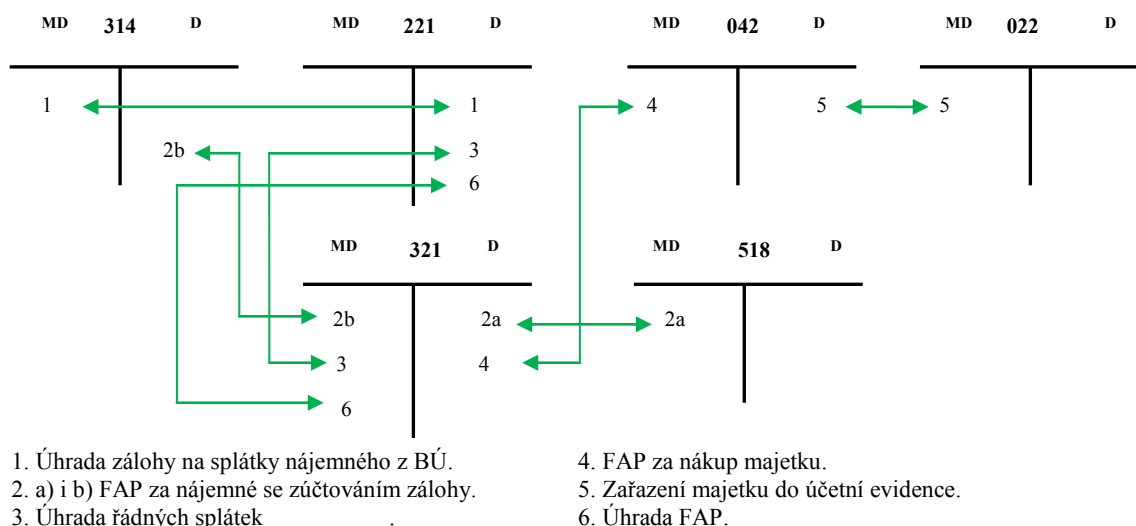 MD 314 D MD 221 D MD 042 D MD 022 D
1 1 4 5 5
2b 3
6
MD 321 D MD 518 D
2b 2a 2a
3 4
6
1. Úhrada zálohy na splátky nájemného z BÚ. 4. FAP za nákup majetku.
2. a) i b) FAP za nájemné se zúčtováním zálohy. 5. Zařazení majetku do účetní evidence.
3. Úhrada řádných splátek . 6. Úhrada FAP.